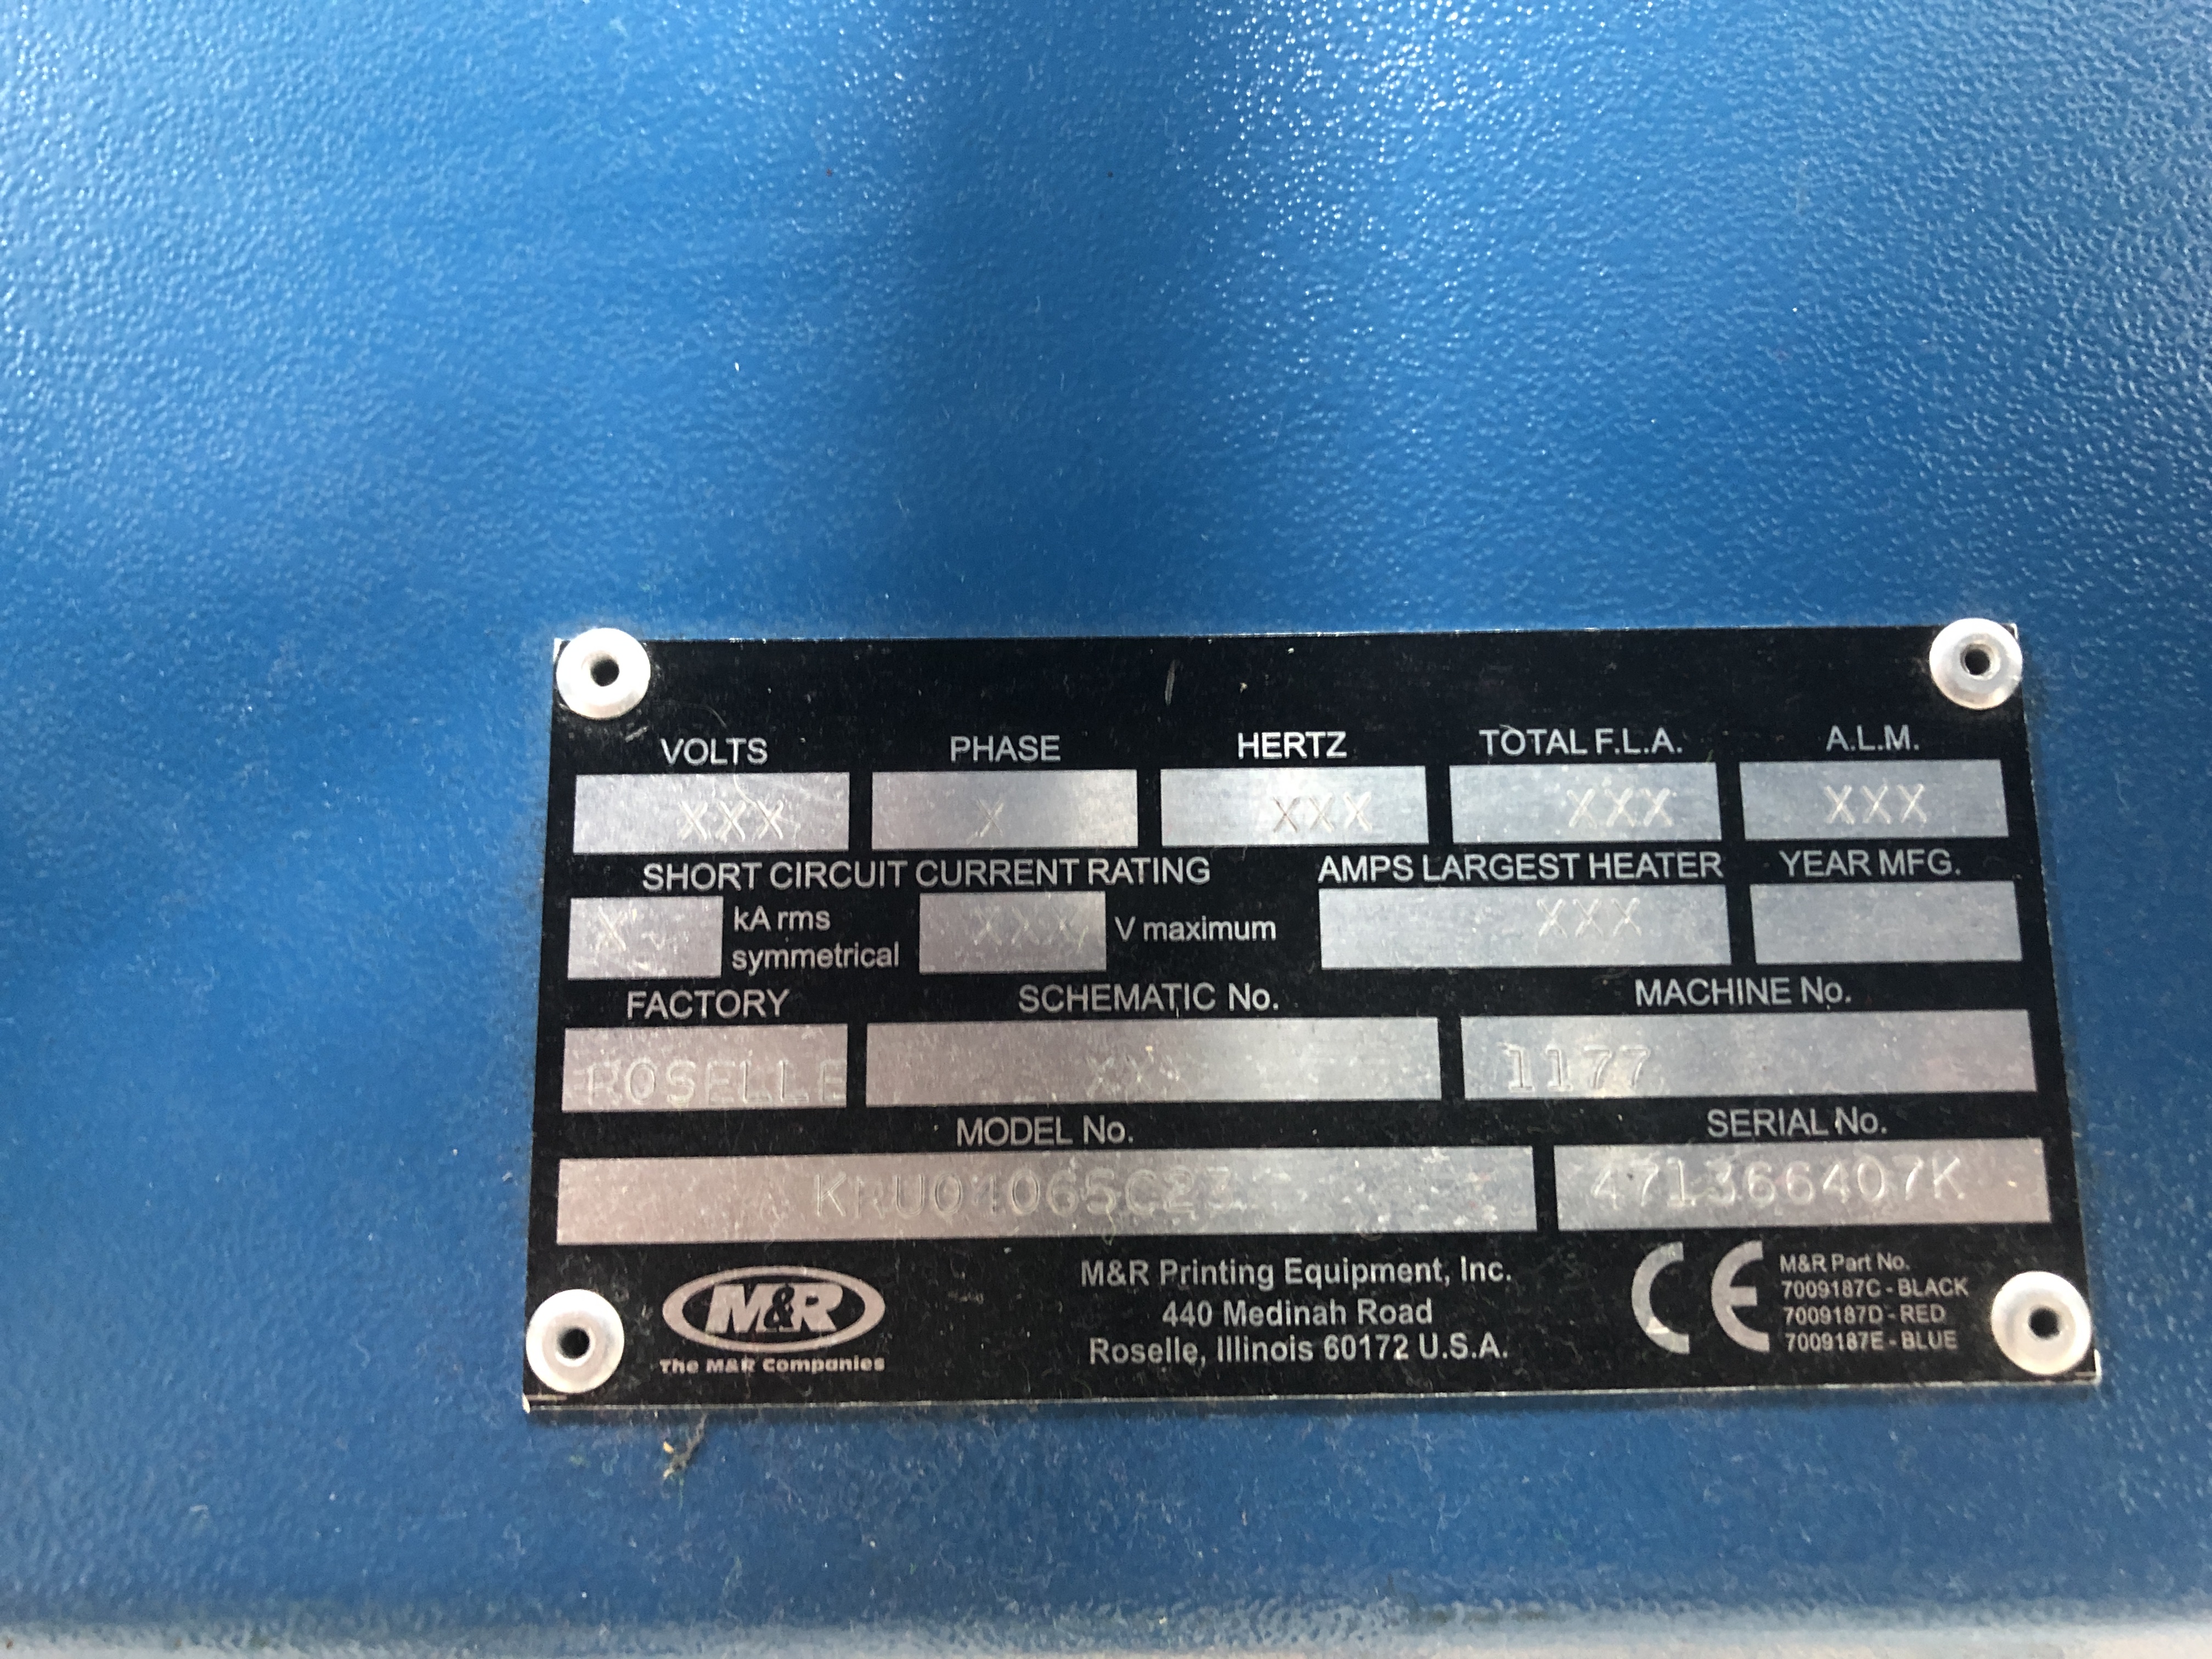 VOLTS PHASE HERTZ TOTAL F.L.A. A.L.M.
XXX X XXX XXX XXX
SHORT CIRCUIT CURRENT RATING AMPS LARGEST HEATER YEAR MFG.
X kA rms symmetrical XXX V maximum XXX
FACTORY SCHEMATIC No. MACHINE No.
ROSELLE XXX 1177
MODEL No. SERIAL No.
471366407K
M&R
The M&R Companies
M&R Printing Equipment, Inc.
440 Medinah Road
Roselle, Illinois 60172 U.S.A.
CE
M&R Part No.
7009187C - BLACK
7009187D - RED
7009187E - BLUE